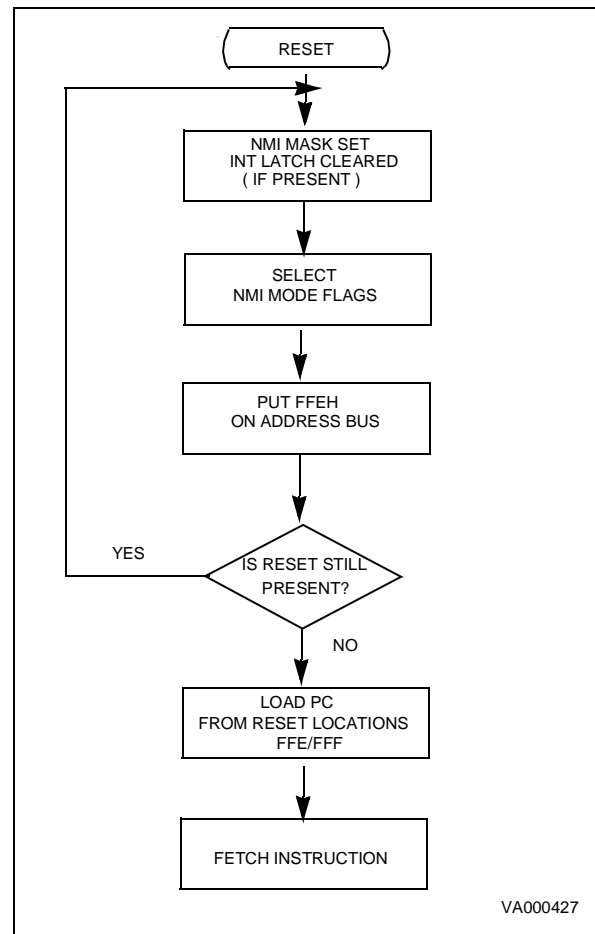 RESET
NMI MASK SET
INT LATCH CLEARED
( IF PRESENT )
SELECT
NMI MODE FLAGS
PUT FFEH
ON ADDRESS BUS
YES
IS RESET STILL
PRESENT?
NO
LOAD PC
FROM RESET LOCATIONS
FFE/FFF
FETCH INSTRUCTION
VA000427